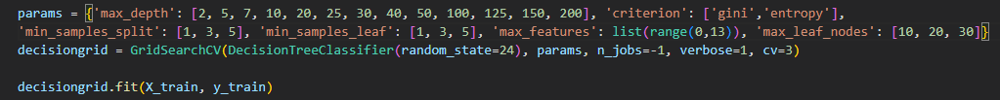 params = {'max_depth': [2, 5, 7, 10, 20, 25, 30, 40, 50, 100, 125, 150, 200], 'criterion': ['gini','entropy'],
'min_samples_split': [1, 3, 5], 'min_samples_leaf': [1, 3, 5], 'max_features': list(range(0,13)), 'max_leaf_nodes': [10, 20, 30]}
decisiongrid = GridSearchCV(DecisionTreeClassifier(random_state=24), params, n_jobs=-1, verbose=1, cv=3)
decisiongrid.fit(X_train, y_train)